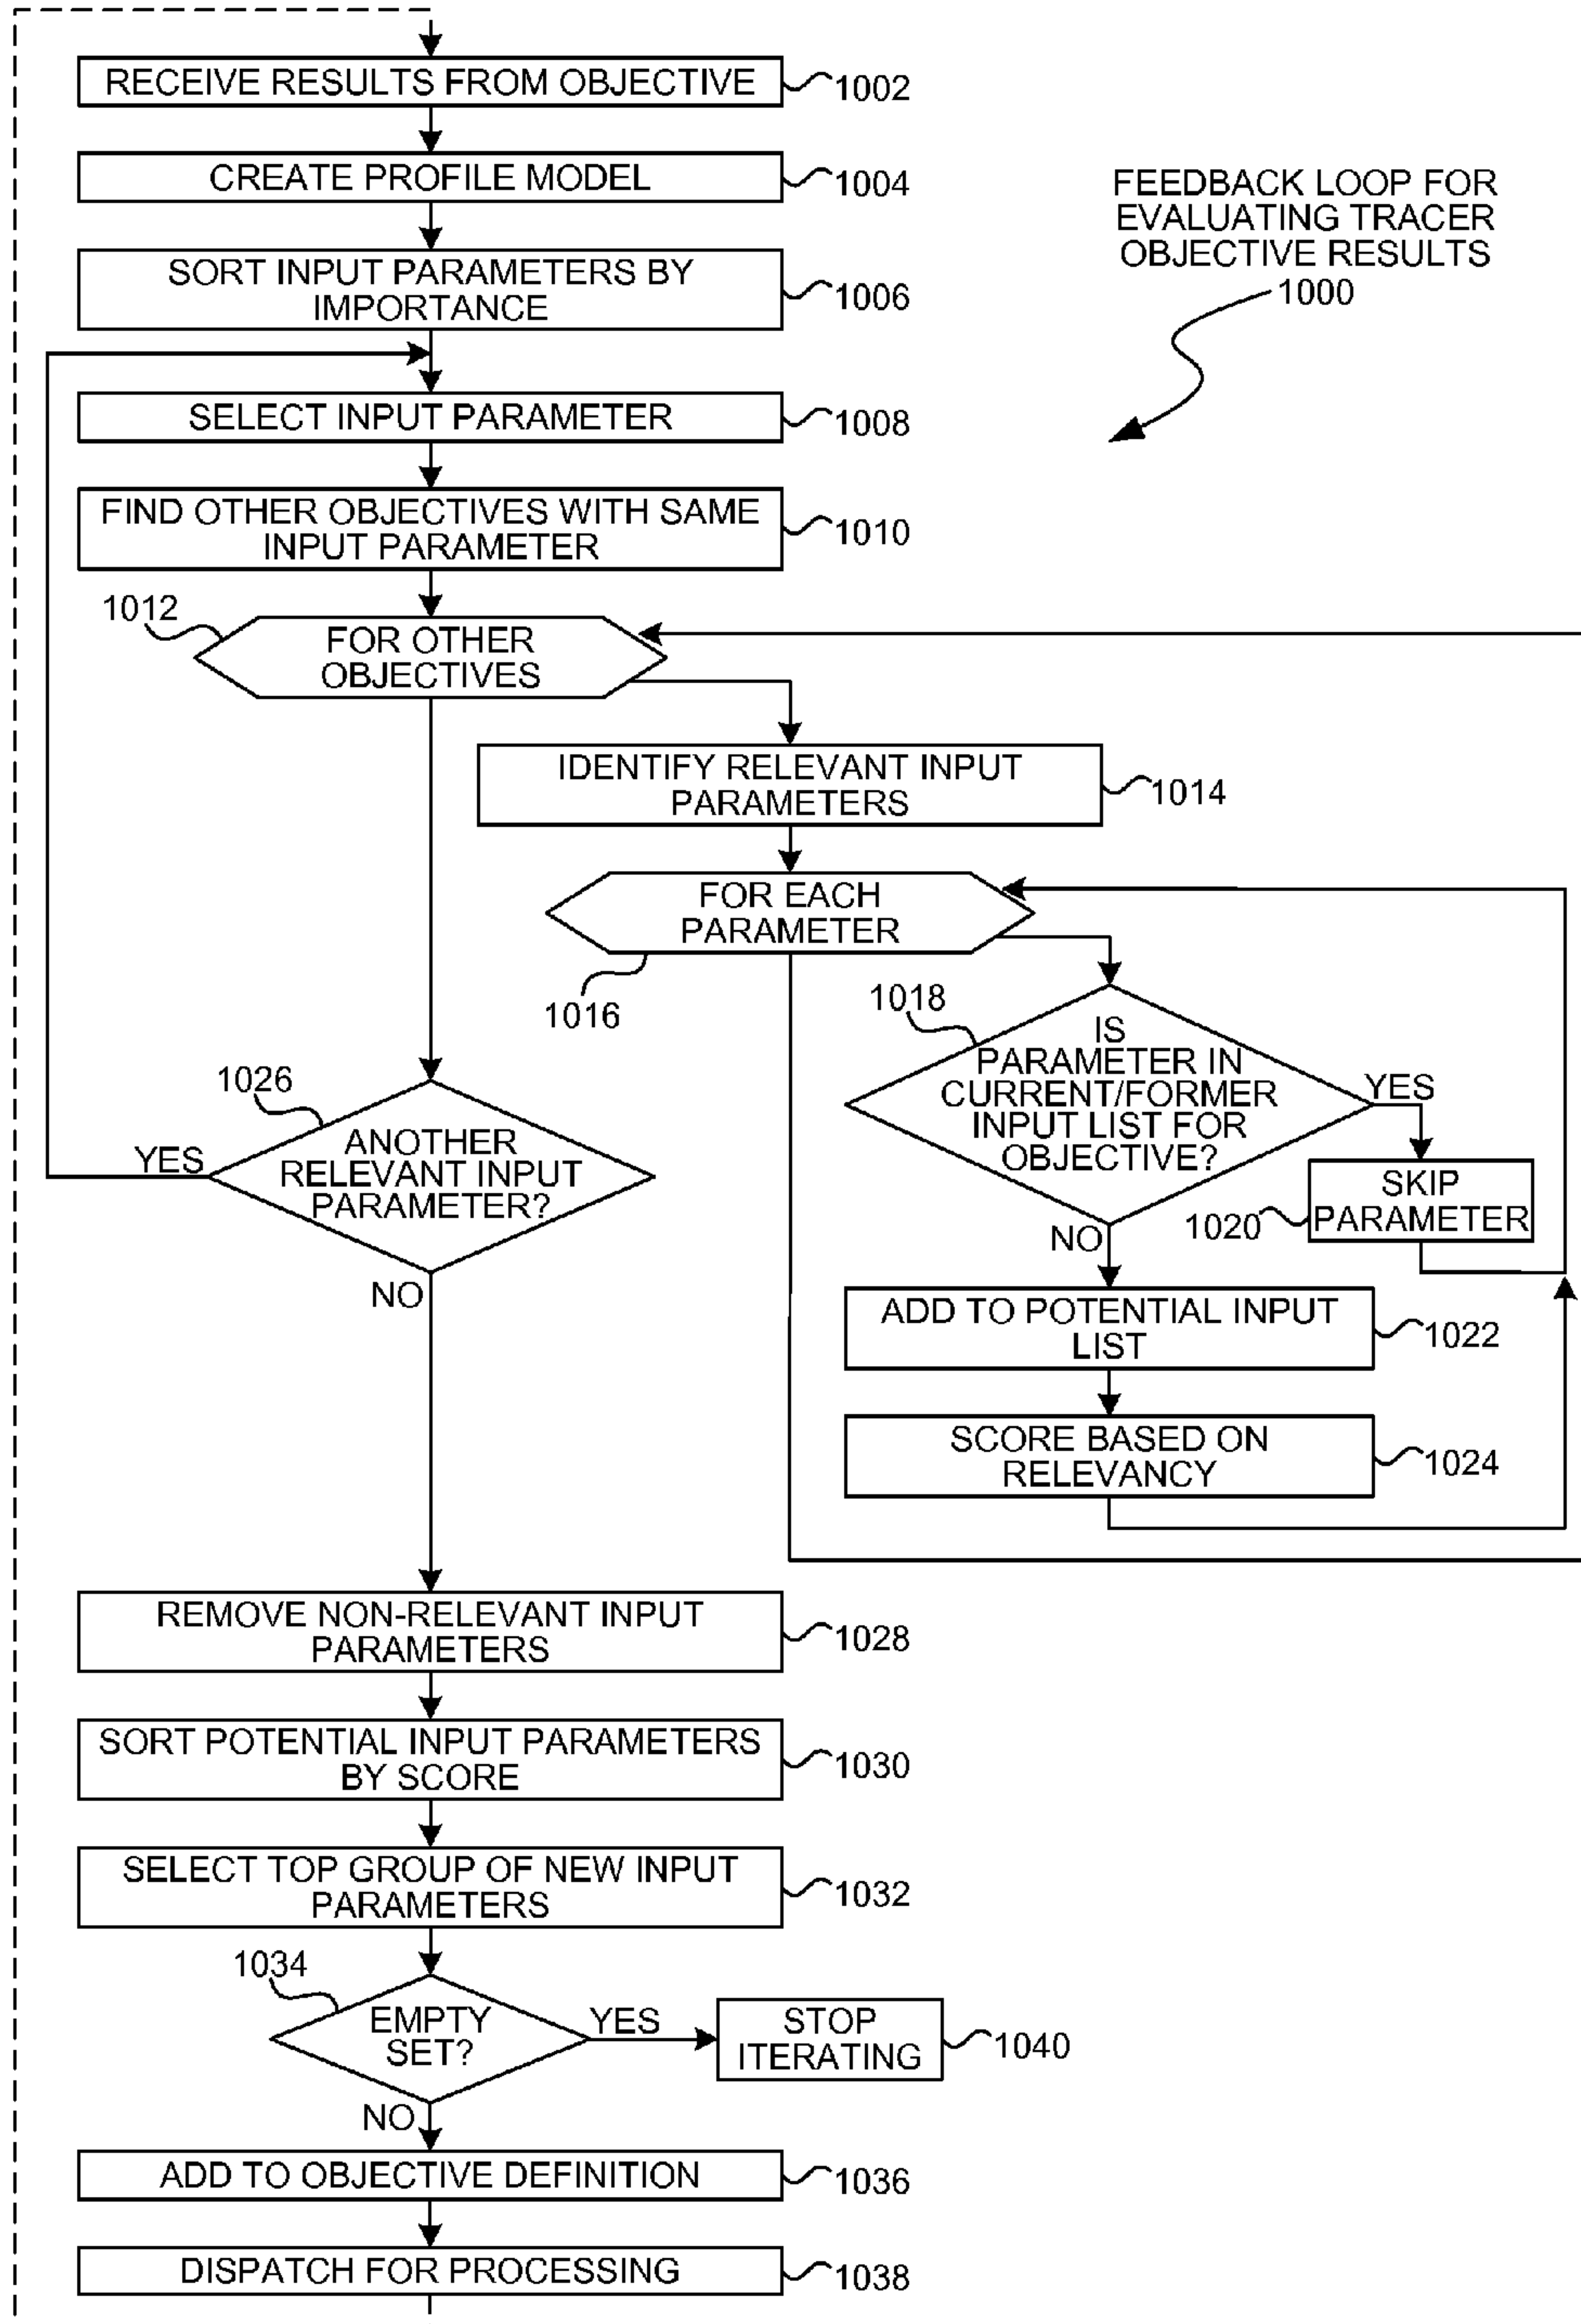 RECEIVE RESULTS FROM OBJECTIVE
1002
CREATE PROFILE MODEL
1004
FEEDBACK LOOP FOR
EVALUATING TRACER
OBJECTIVE RESULTS
1000
SORT INPUT PARAMETERS BY
IMPORTANCE
1006
SELECT INPUT PARAMETER
1008
FIND OTHER OBJECTIVES WITH SAME
INPUT PARAMETER
1010
1012
FOR OTHER
OBJECTIVES
IDENTIFY RELEVANT INPUT
PARAMETERS
1014
FOR EACH
PARAMETER
1016
1018
IS
PARAMETER IN
CURRENT/FORMER
INPUT LIST FOR
OBJECTIVE?
YES
SKIP
PARAMETER
1020
NO
ADD TO POTENTIAL INPUT
LIST
1022
SCORE BASED ON
RELEVANCY
1024
1026
ANOTHER
RELEVANT INPUT
PARAMETER?
YES
NO
REMOVE NON-RELEVANT INPUT
PARAMETERS
1028
SORT POTENTIAL INPUT PARAMETERS
BY SCORE
1030
SELECT TOP GROUP OF NEW INPUT
PARAMETERS
1032
1034
EMPTY
SET?
YES
STOP
ITERATING
1040
NO
ADD TO OBJECTIVE DEFINITION
1036
DISPATCH FOR PROCESSING
1038